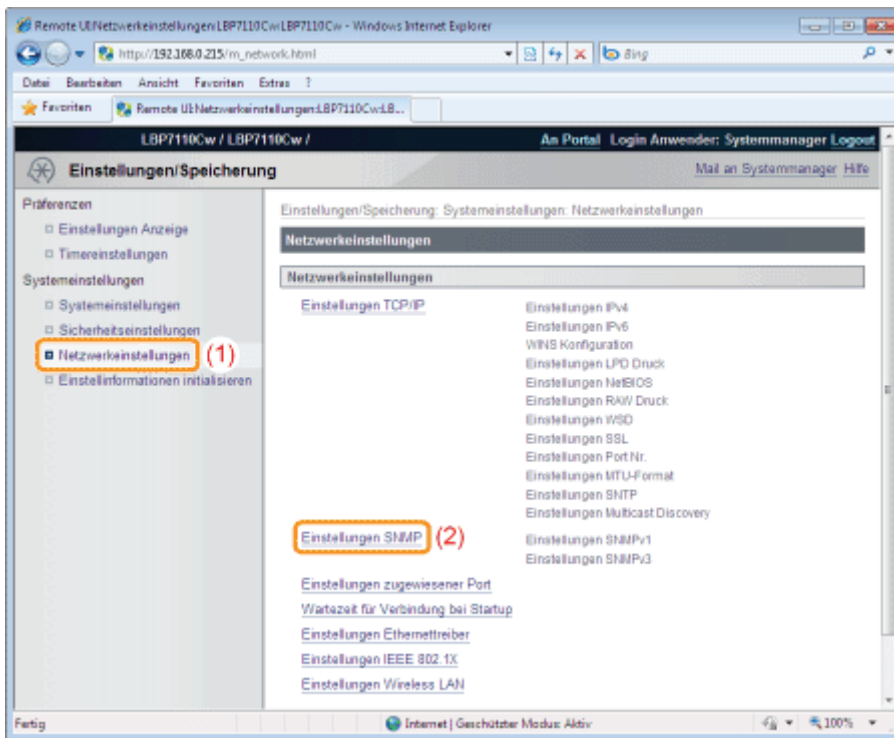 Remote UI:Netzwerkeinstellungen:LBP7110Cw:LBP7110Cw - Windows Internet Explorer
http://192.168.0.215/m_network.html
Bing
Datei Bearbeiten Ansicht Favoriten Extras ?
Favoriten
Remote UI:Netzwerkeinstellungen:LBP7110Cw:LB...
LBP7110Cw / LBP7110Cw /
An Portal Login Anwender: Systemmanager Logout
Einstellungen/Speicherung
Mail an Systemmanager Hilfe
Präferenzen
Einstellungen Anzeige
Timereinstellungen
Systemeinstellungen
Systemeinstellungen
Sicherheitseinstellungen
Netzwerkeinstellungen (1)
Einstellinformationen initialisieren
Einstellungen/Speicherung: Systemeinstellungen: Netzwerkeinstellungen
Netzwerkeinstellungen
Netzwerkeinstellungen
Einstellungen TCP/IP
Einstellungen IPv4
Einstellungen IPv6
WINS Konfiguration
Einstellungen LPD Druck
Einstellungen NetBIOS
Einstellungen RAW Druck
Einstellungen WSD
Einstellungen SSL
Einstellungen Port Nr.
Einstellungen MTU-Format
Einstellungen SNTP
Einstellungen Multicast Discovery
Einstellungen SNMP (2)
Einstellungen SNMPv1
Einstellungen SNMPv3
Einstellungen zugewiesener Port
Wartezeit für Verbindung bei Startup
Einstellungen Ethernettreiber
Einstellungen IEEE 802.1X
Einstellungen Wireless LAN
Fertig
Internet | Geschützter Modus: Aktiv
100%